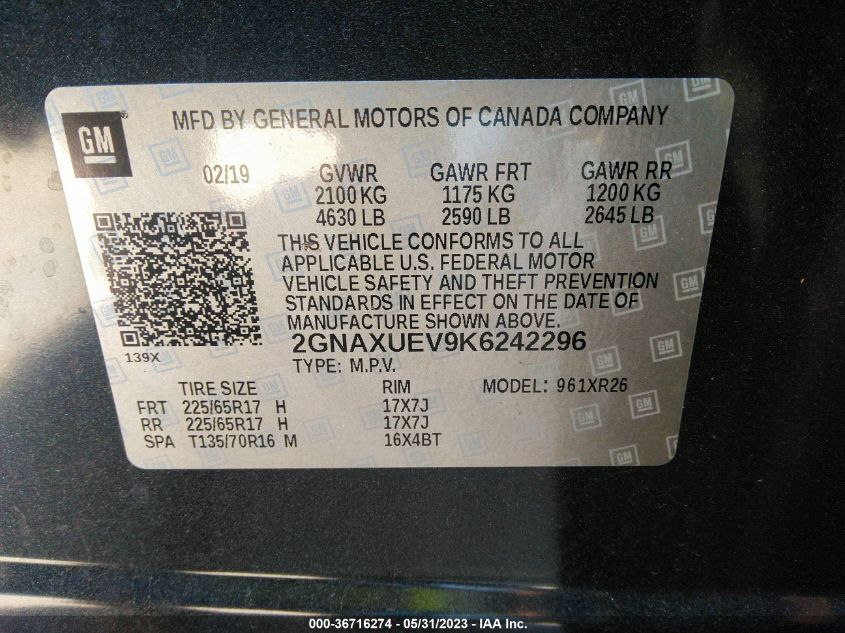 GM
MFD BY GENERAL MOTORS OF CANADA COMPANY
02/19 GVWR GAWR FRT GAWR RR
2100 KG 1175 KG 1200 KG
4630 LB 2590 LB 2645 LB
THIS VEHICLE CONFORMS TO ALL
APPLICABLE U.S. FEDERAL MOTOR
VEHICLE SAFETY AND THEFT PREVENTION
STANDARDS IN EFFECT ON THE DATE OF
MANUFACTURE SHOWN ABOVE.
2GNAXUEV9K6242296
139X
TYPE: M.P.V.
TIRE SIZE RIM MODEL: 961XR26
FRT 225/65R17 H 17X7J
RR 225/65R17 H 17X7J
SPA T135/70R16 M 16X4BT
000-36716274 — 05/31/2023 — IAA Inc.